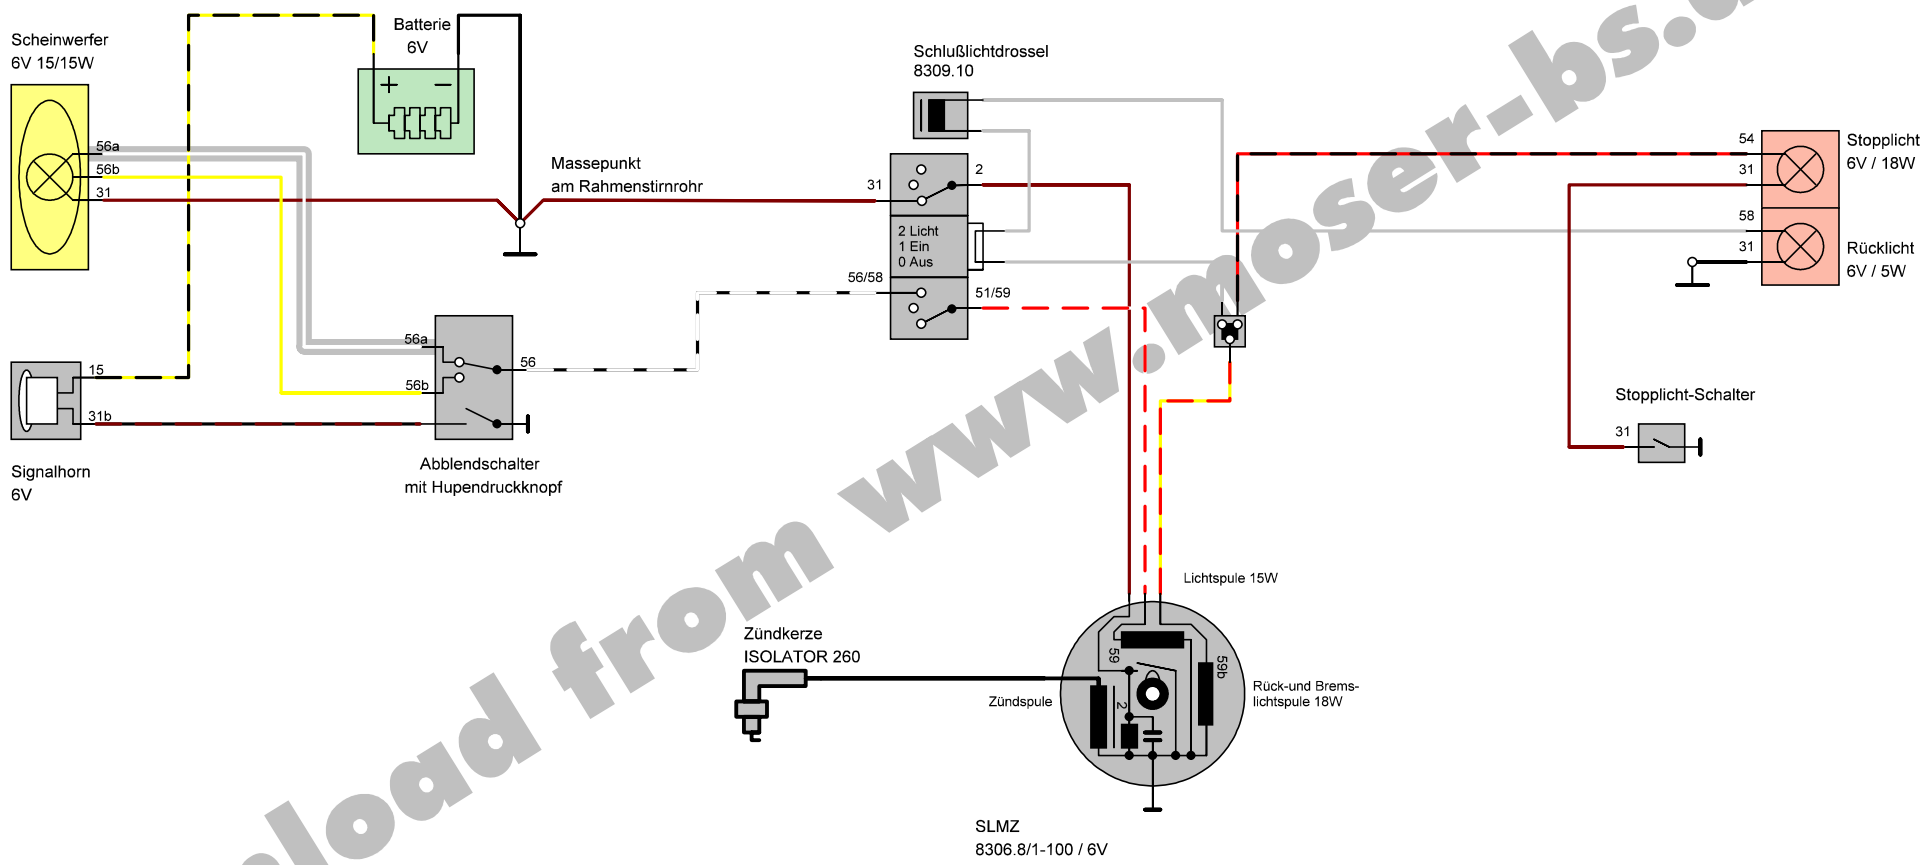 Scheinwerfer
6V 15/15W
56a
56b
31
Batterie
6V
+
−
Massepunkt
am Rahmenstirnrohr
Schlußlichtdrossel
8309.10
31
2
2 Licht
1 Ein
0 Aus
56/58
51/59
54
31
58
31
Stopplicht
6V / 18W
Rücklicht
6V / 5W
Stopplicht-Schalter
31
15
31b
Signalhorn
6V
56a
56b
56
Abblendschalter
mit Hupendruckknopf
Zündkerze
ISOLATOR 260
Zündspule
Lichtspule 15W
59
59b
2
Rück-und Brems-
lichtspule 18W
SLMZ
8306.8/1-100 / 6V
nload from www.moser-bs.d